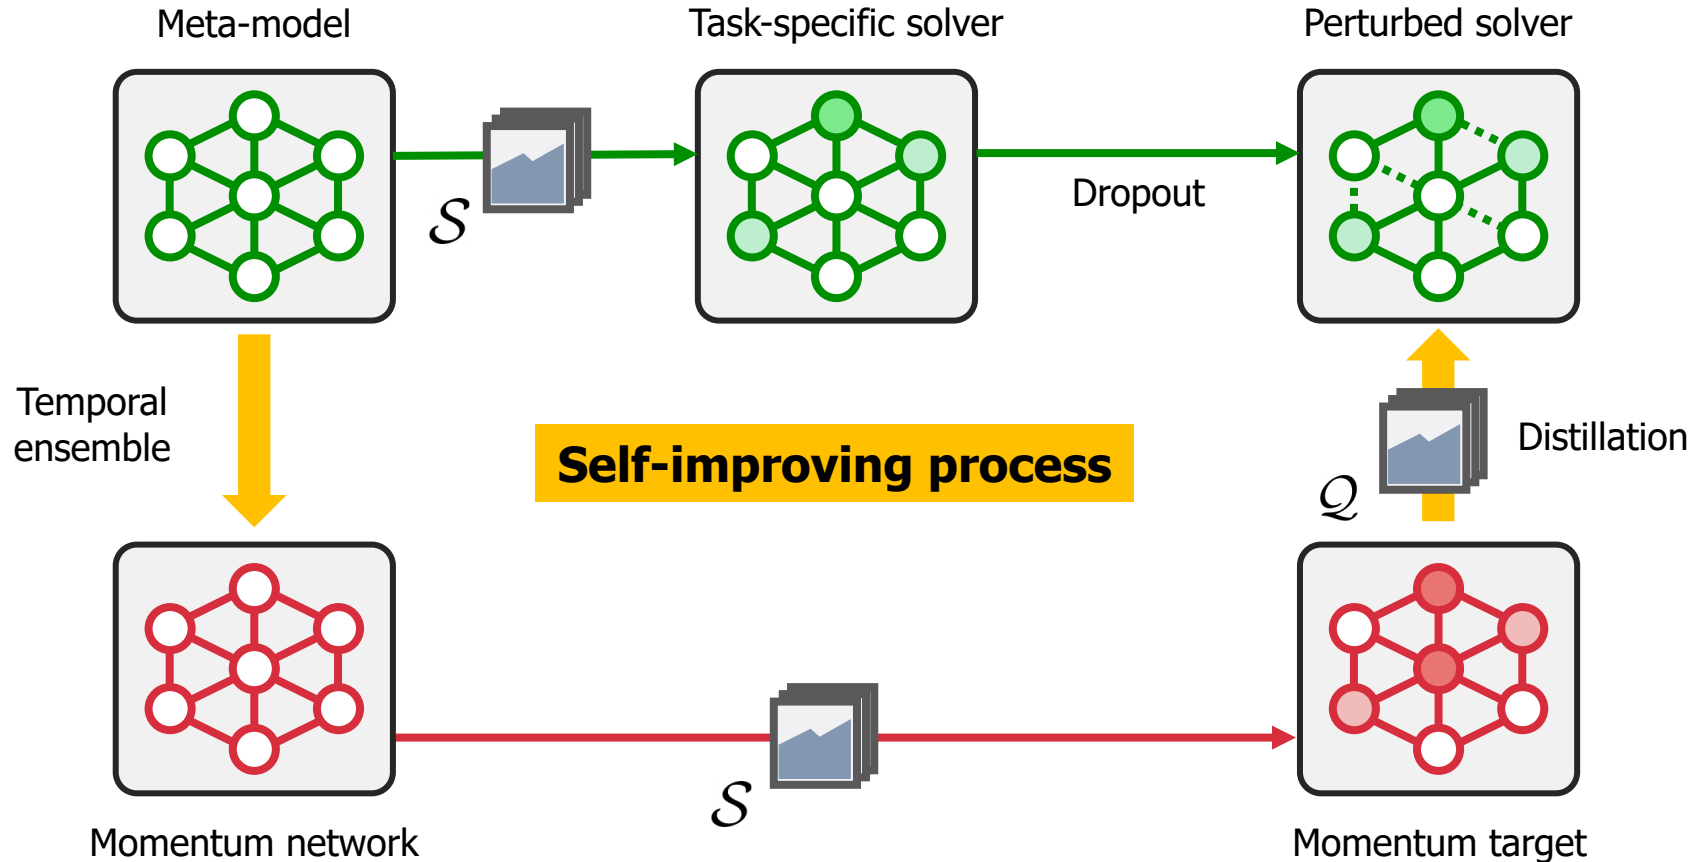 Meta-model
Task-specific solver
Perturbed solver
𝒮
Dropout
Temporal
ensemble
Self-improving process
𝒬
Distillation
𝒮
Momentum network
Momentum target